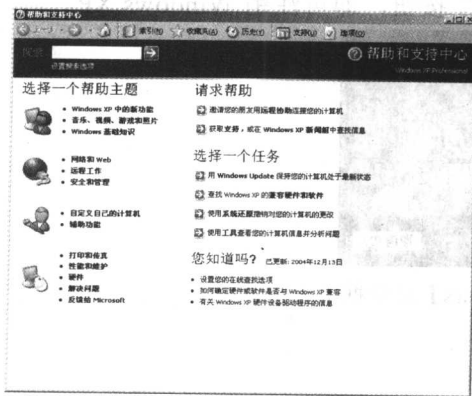 帮助和支持中心
索引(N) 收藏夹(A) 历史(Y) 支持(U) 选项(O)
设置搜索选项
帮助和支持中心
Windows XP Professional
选择一个帮助主题
Windows XP 中的新功能
音乐、视频、游戏和照片
Windows 基础知识
网络和 Web
远程工作
安全和管理
自定义自己的计算机
辅助功能
打印和传真
性能和维护
硬件
解决问题
反馈给 Microsoft
请求帮助
邀请您的朋友用远程协助连接您的计算机
获取支持，或在 Windows XP 新闻组中查找信息
选择一个任务
用 Windows Update 保持您的计算机处于最新状态
查找 Windows XP 的兼容硬件和软件
使用系统还原撤销对您的计算机的更改
使用工具查看您的计算机信息并分析问题
您知道吗? 已更新: 2004年12月13日
设置您的在线查找选项
如何确定硬件或软件是否与 Windows XP 兼容
有关 Windows XP 硬件设备驱动程序的信息